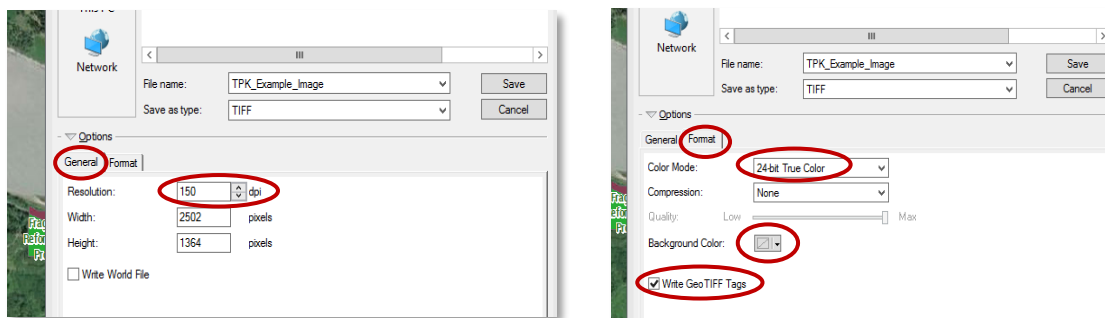 This PC
Network
File name: TPK_Example_Image Save
Save as type: TIFF Cancel
Options
General Format
Resolution: 150 dpi
Width: 2502 pixels
Height: 1364 pixels
Write World File
Network
File name: TPK_Example_Image Save
Save as type: TIFF Cancel
Options
General Format
Color Mode: 24-bit True Color
Compression: None
Quality: Low Max
Background Color:
Write GeoTIFF Tags